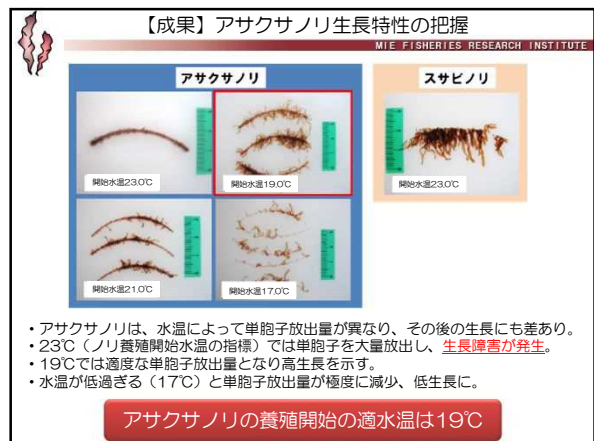 【成果】アサクサノリ生長特性の把握
MIE FISHERIES RESEARCH INSTITUTE
アサクサノリ
スサビノリ
開始水温23.0℃
開始水温19.0℃
開始水温23.0℃
開始水温21.0℃
開始水温17.0℃
・アサクサノリは、水温によって単胞子放出量が異なり、その後の生長にも差あり。
・23℃（ノリ養殖開始水温の指標）では単胞子を大量放出し、生長障害が発生。
・19℃では適度な単胞子放出量となり高生長を示す。
・水温が低過ぎる（17℃）と単胞子放出量が極度に減少、低生長に。
アサクサノリの養殖開始の適水温は19℃